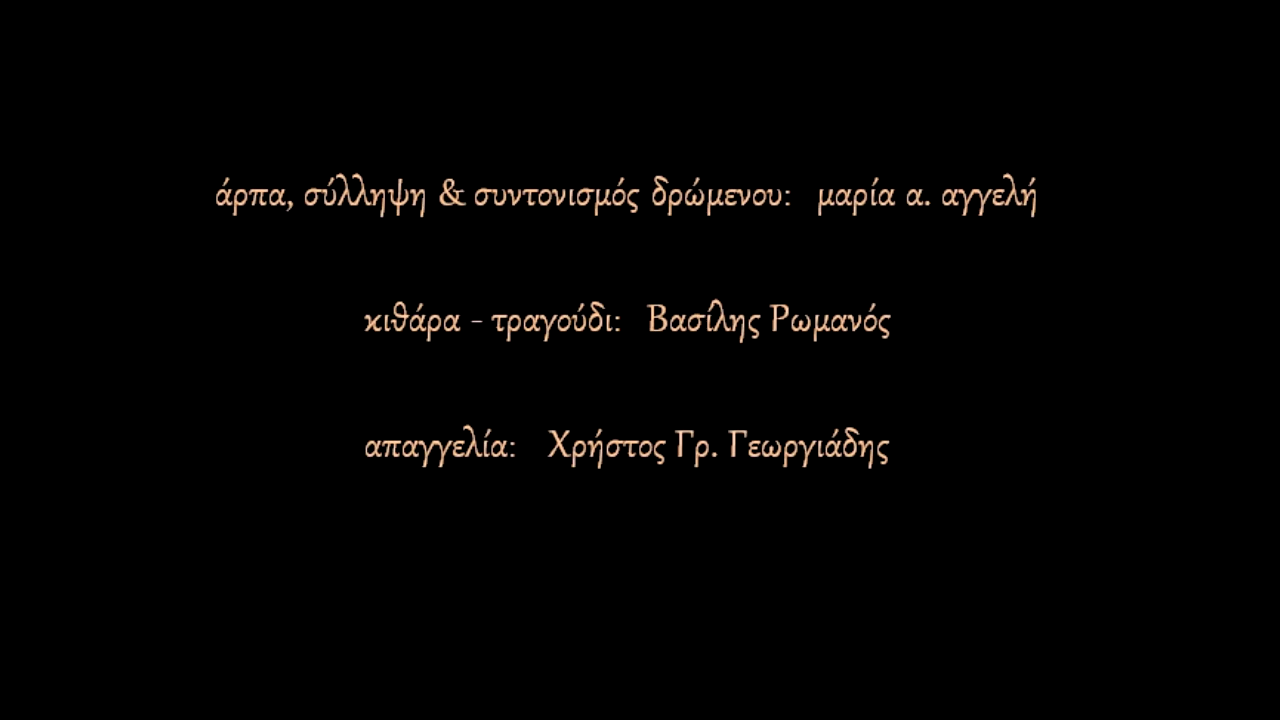 άρπα, σύλληψη & συντονισμός δρώμενου: μαρία α. αγγελή
κιθάρα - τραγούδι: Βασίλης Ρωμανός
απαγγελία: Χρήστος Γρ. Γεωργιάδης